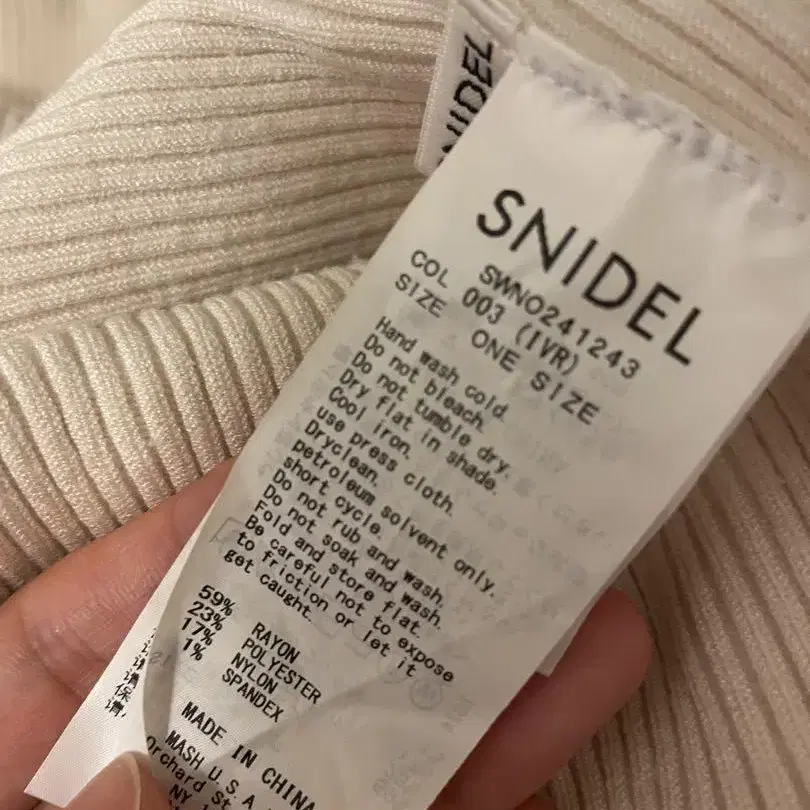 SNIDEL
SNIDEL
SWNO241243
COL 003 (IVR)
SIZE ONE SIZE
Hand wash cold.
Do not bleach.
Do not tumble dry.
Dry flat in shade.
Cool iron.
use press cloth.
Dryclean.
petroleum solvent only.
short cycle.
Do not rub and wash.
Do not soak and wash.
Fold and store flat.
Be careful not to expose
to friction or let it
get caught.
59% RAYON
23% POLYESTER
17% NYLON
1% SPANDEX
MADE IN CHINA
MASH U.S.A
Orchard St
NY